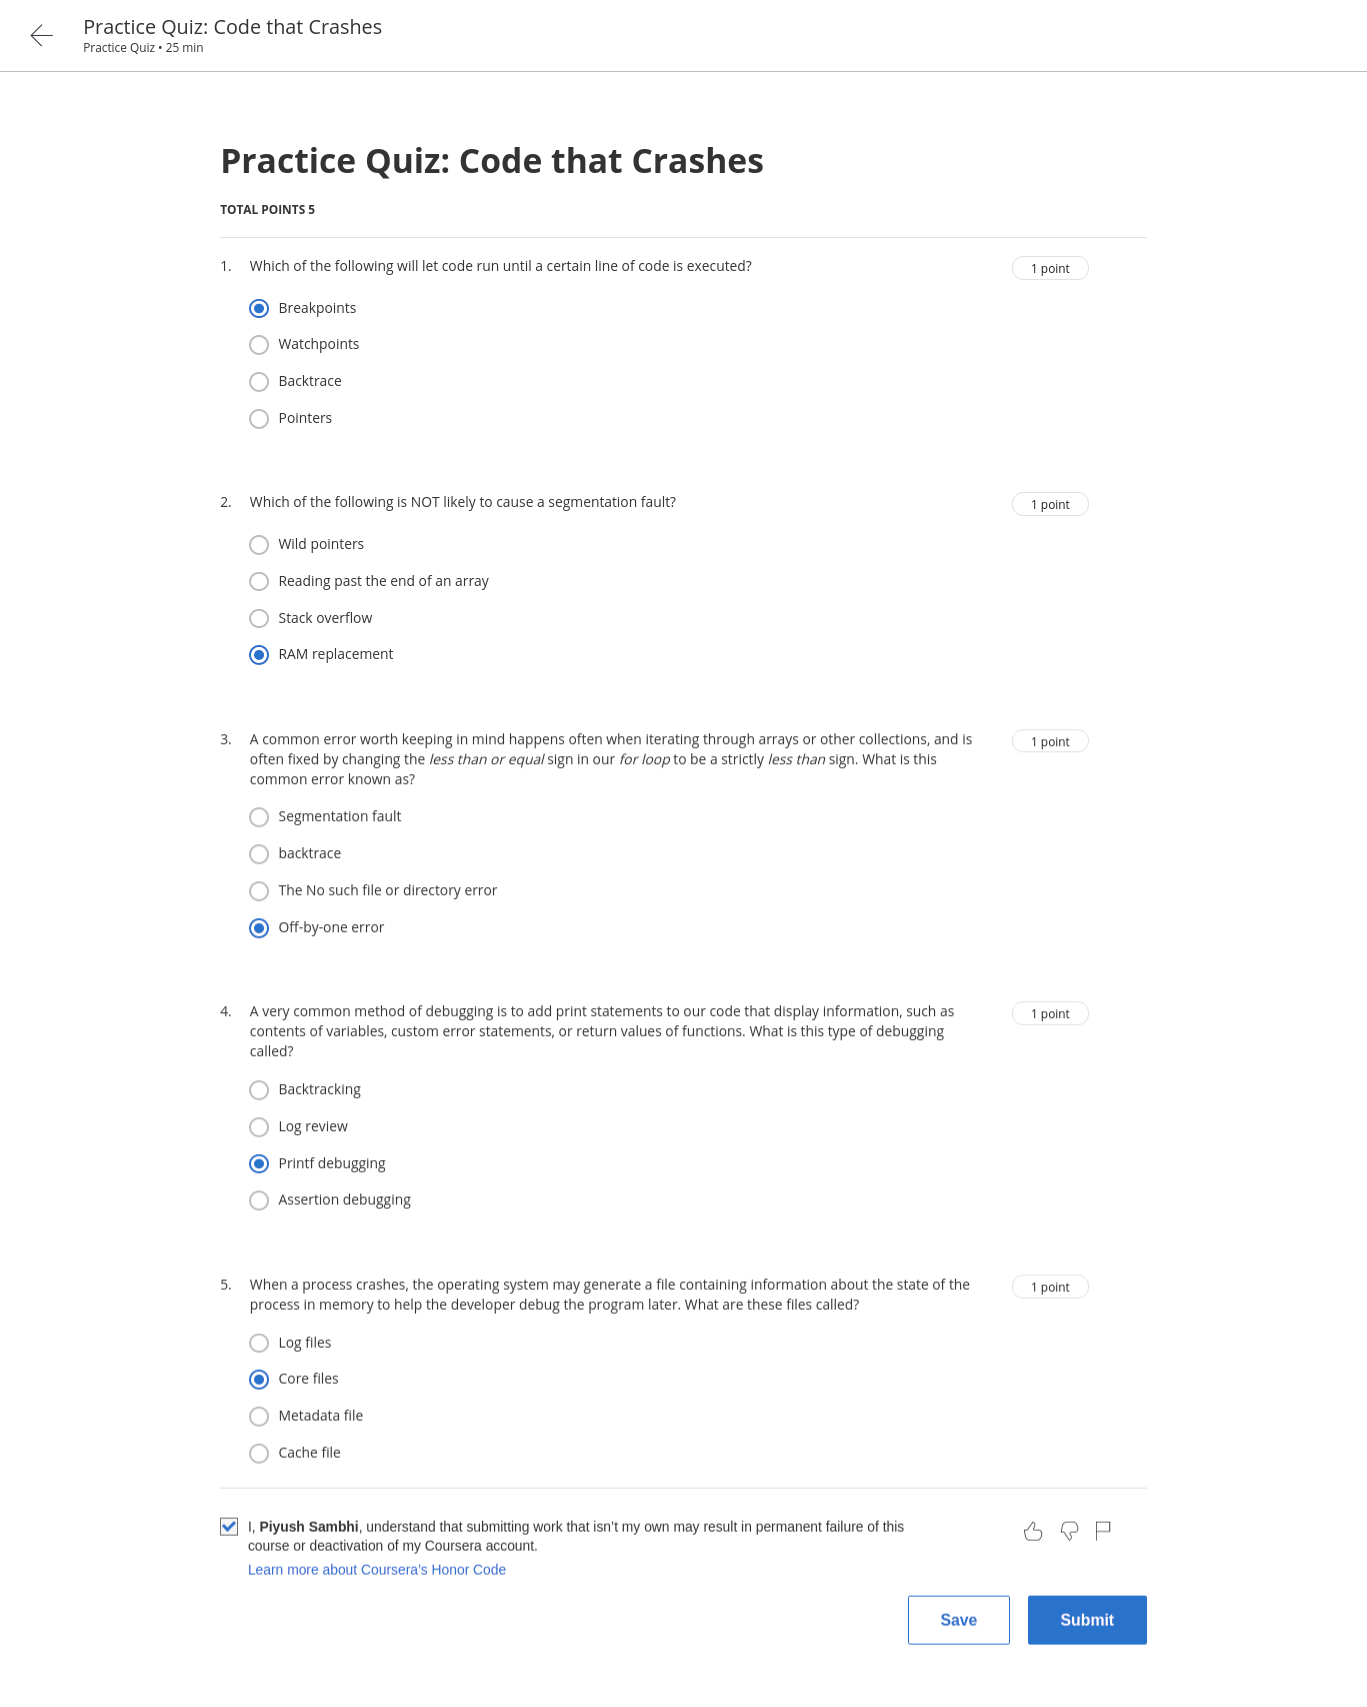 Practice Quiz: Code that Crashes
Practice Quiz • 25 min
Practice Quiz: Code that Crashes
TOTAL POINTS 5
1. Which of the following will let code run until a certain line of code is executed? 1 point
Breakpoints
Watchpoints
Backtrace
Pointers
2. Which of the following is NOT likely to cause a segmentation fault? 1 point
Wild pointers
Reading past the end of an array
Stack overflow
RAM replacement
3. A common error worth keeping in mind happens often when iterating through arrays or other collections, and is 1 point
often fixed by changing the less than or equal sign in our for loop to be a strictly less than sign. What is this
common error known as?
Segmentation fault
backtrace
The No such file or directory error
Off-by-one error
4. A very common method of debugging is to add print statements to our code that display information, such as 1 point
contents of variables, custom error statements, or return values of functions. What is this type of debugging
called?
Backtracking
Log review
Printf debugging
Assertion debugging
5. When a process crashes, the operating system may generate a file containing information about the state of the 1 point
process in memory to help the developer debug the program later. What are these files called?
Log files
Core files
Metadata file
Cache file
I, Piyush Sambhi, understand that submitting work that isn't my own may result in permanent failure of this
course or deactivation of my Coursera account.
Learn more about Coursera's Honor Code
Save Submit